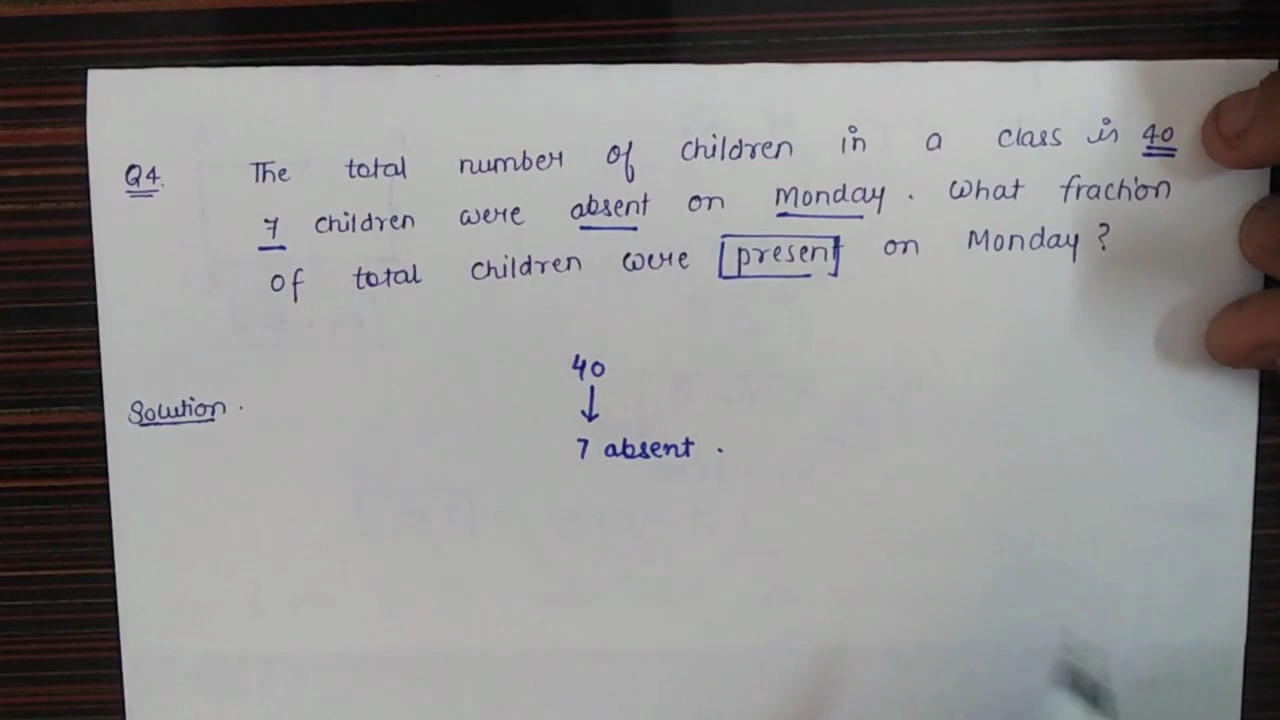 Q4. The total number of children in a class is 40
7 children were absent on Monday. What fraction
of total children were present on Monday?
40
Solution.
7 absent.